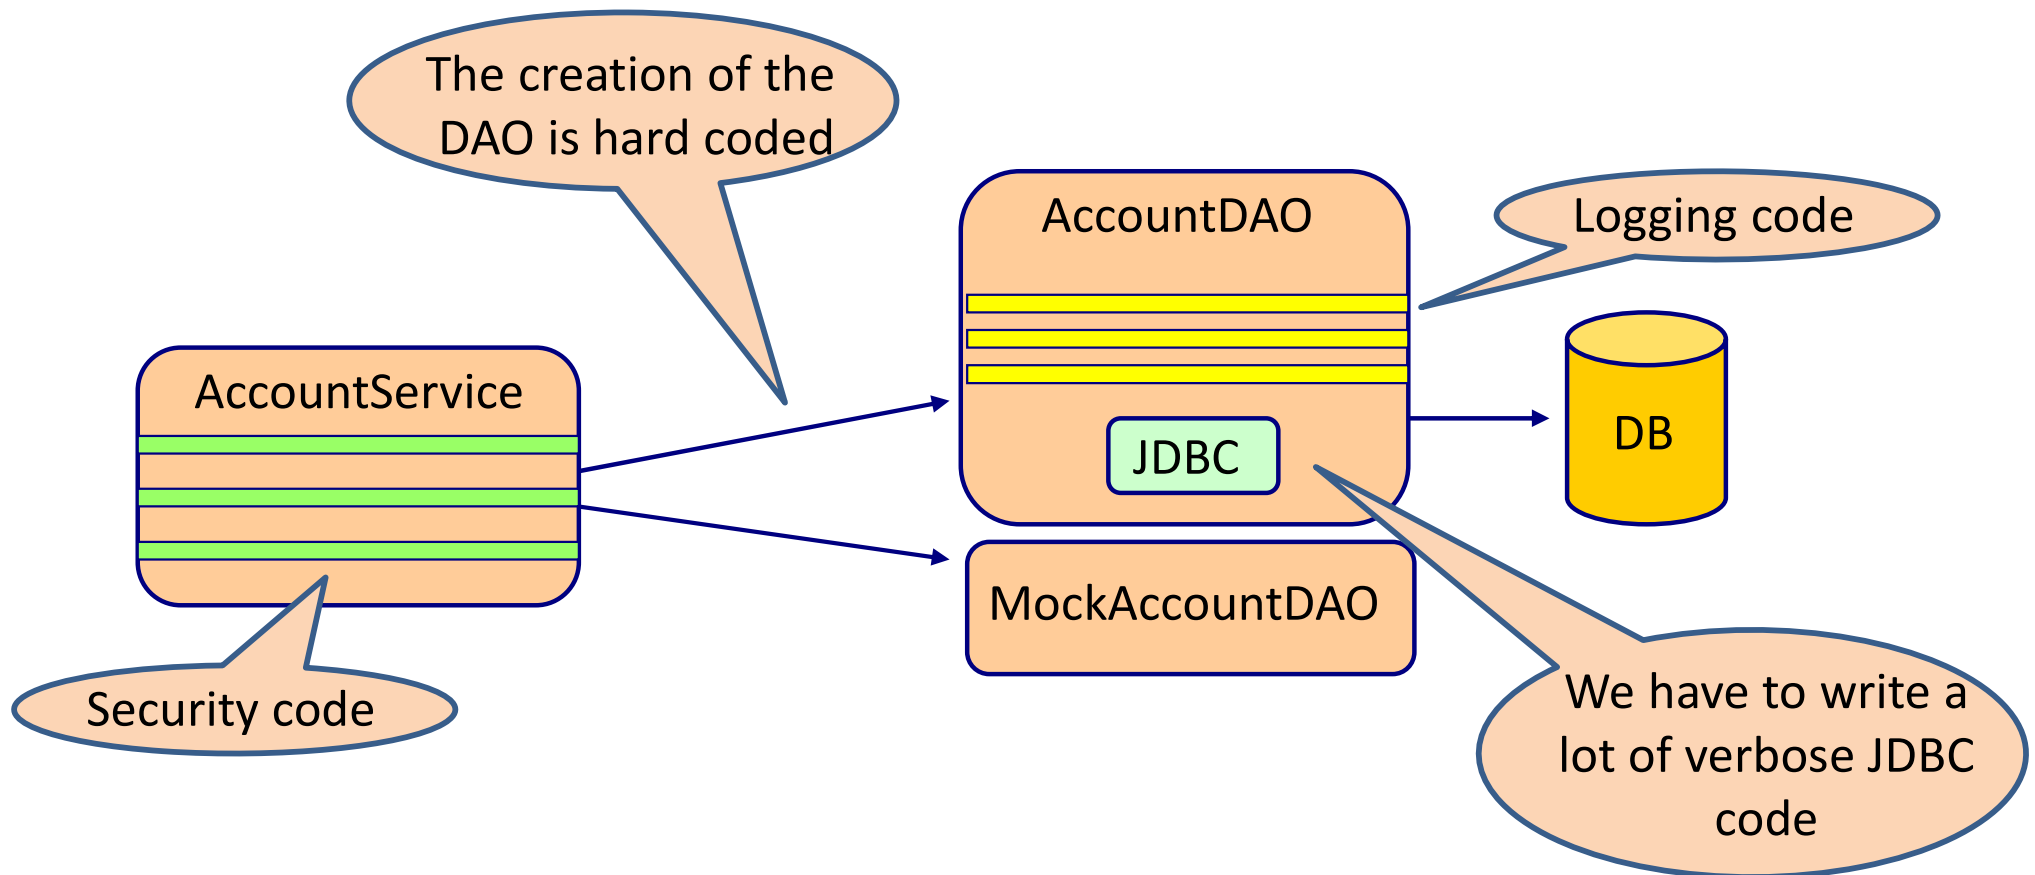 The creation of the
DAO is hard coded
AccountDAO
Logging code
AccountService
DB
JDBC
MockAccountDAO
Security code
We have to write a
lot of verbose JDBC
code